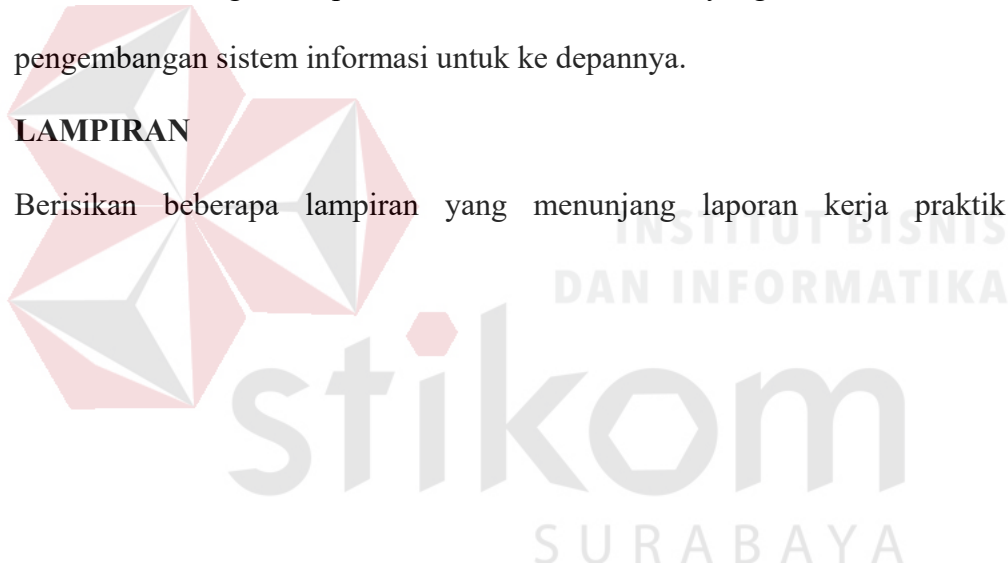 pengembangan sistem informasi untuk ke depannya.
LAMPIRAN
Berisikan beberapa lampiran yang menunjang laporan kerja praktik
INSTITUT BISNIS
DAN INFORMATIKA
stikom
SURABAYA